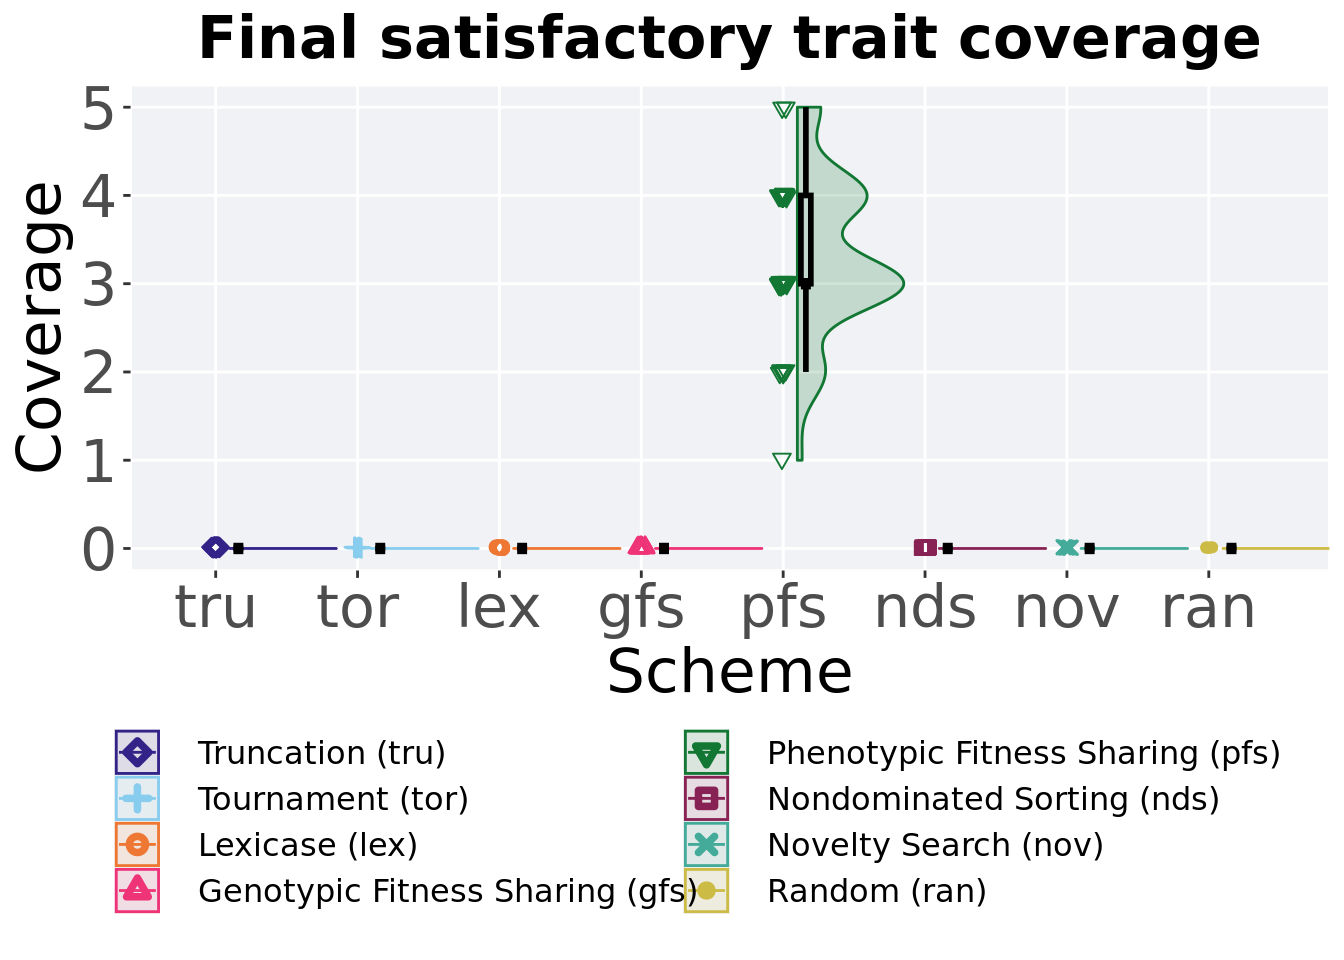 Final satisfactory trait coverage
5
4
3
2
1
0
Coverage
tru tor lex gfs pfs nds nov ran
Scheme
Truncation (tru)
Tournament (tor)
Lexicase (lex)
Genotypic Fitness Sharing (gfs)
Phenotypic Fitness Sharing (pfs)
Nondominated Sorting (nds)
Novelty Search (nov)
Random (ran)